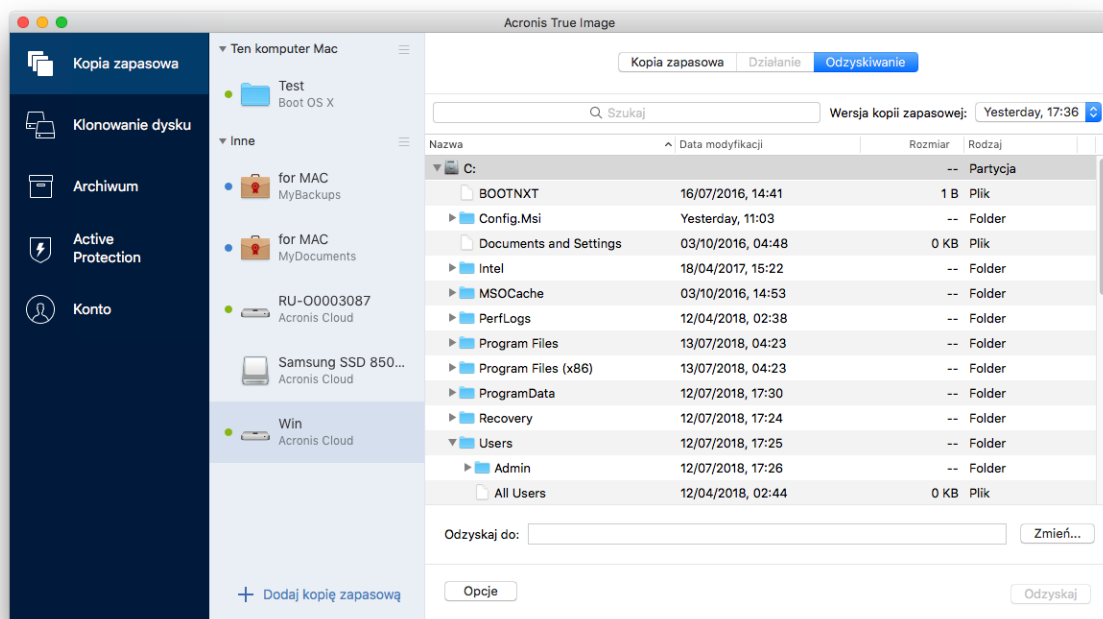 Acronis True Image
Kopia zapasowa
Klonowanie dysku
Archiwum
Active
Protection
Konto
Ten komputer Mac
Test
Boot OS X
Inne
for MAC
MyBackups
for MAC
MyDocuments
RU-O0003087
Acronis Cloud
Samsung SSD 850...
Acronis Cloud
Win
Acronis Cloud
Dodaj kopię zapasową
Kopia zapasowa Działanie Odzyskiwanie
Szukaj Wersja kopii zapasowej: Yesterday, 17:36
Nazwa Data modyfikacji Rozmiar Rodzaj
C: -- Partycja
BOOTNXT 16/07/2016, 14:41 1 B Plik
Config.Msi Yesterday, 11:03 -- Folder
Documents and Settings 03/10/2016, 04:48 0 KB Plik
Intel 18/04/2017, 15:22 -- Folder
MSOCache 03/10/2016, 14:53 -- Folder
PerfLogs 12/04/2018, 02:38 -- Folder
Program Files 13/07/2018, 04:23 -- Folder
Program Files (x86) 13/07/2018, 04:23 -- Folder
ProgramData 12/07/2018, 17:30 -- Folder
Recovery 12/07/2018, 17:24 -- Folder
Users 12/07/2018, 17:25 -- Folder
Admin 12/07/2018, 17:26 -- Folder
All Users 12/04/2018, 02:44 0 KB Plik
Odzyskaj do: Zmień...
Opcje Odzyskaj